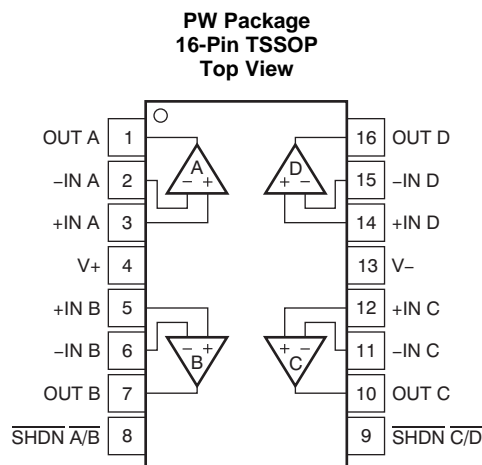 PW Package
16-Pin TSSOP
Top View
OUT A 1 16 OUT D
–IN A 2 A – + D + – 15 –IN D
+IN A 3 14 +IN D
V+ 4 13 V–
+IN B 5 12 +IN C
–IN B 6 – + B + – C 11 –IN C
OUT B 7 10 OUT C
SHDN A/B 8 9 SHDN C/D